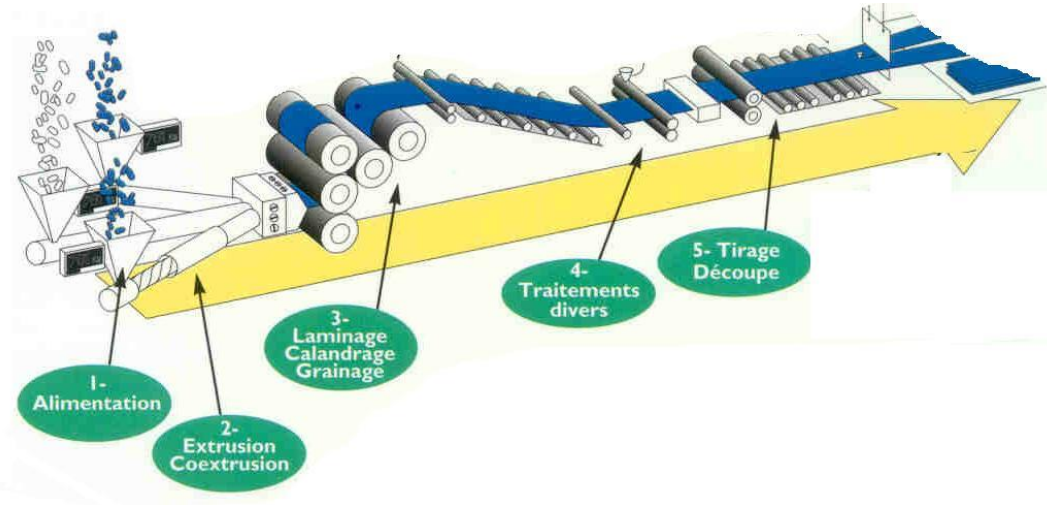 1-
Alimentation
2-
Extrusion
Coextrusion
3-
Laminage
Calandrage
Grainage
4-
Traitements
divers
5- Tirage
Découpe